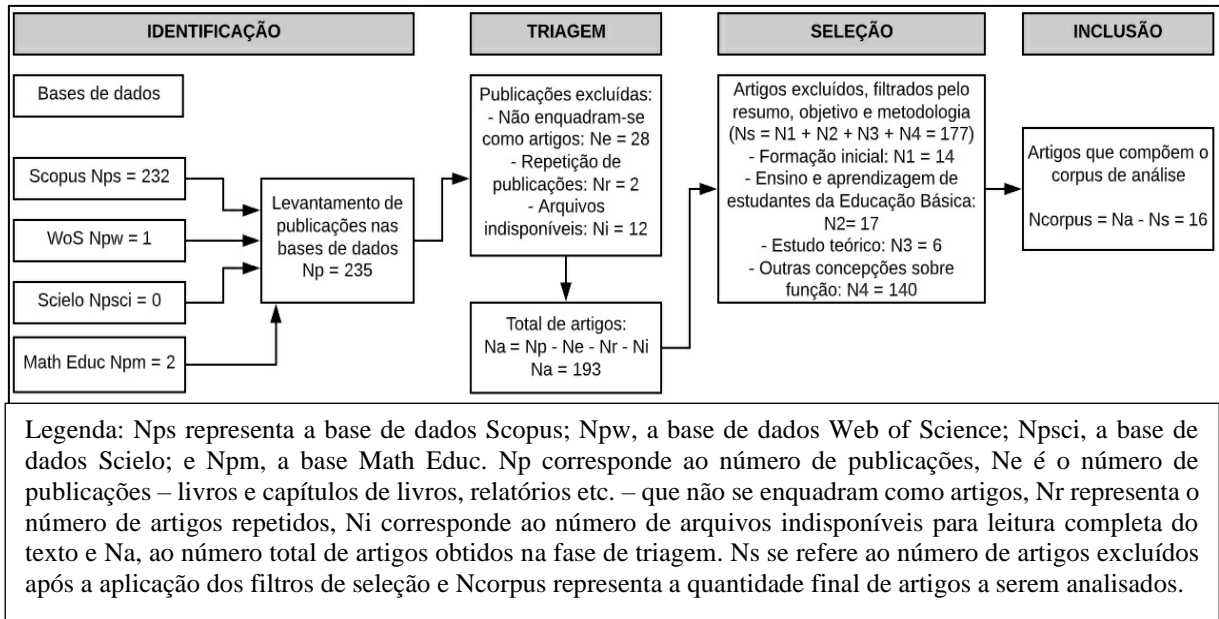 IDENTIFICAÇÃO
Bases de dados
Scopus Nps = 232
WoS Npw = 1
Scielo Npsci = 0
Math Educ Npm = 2
Levantamento de
publicações nas
bases de dados
Np = 235
TRIAGEM
Publicações excluídas:
- Não enquadram-se
como artigos: Ne = 28
- Repetição de
publicações: Nr = 2
- Arquivos
indisponíveis: Ni = 12
Total de artigos:
Na = Np - Ne - Nr - Ni
Na = 193
SELEÇÃO
Artigos excluídos, filtrados pelo
resumo, objetivo e metodologia
(Ns = N1 + N2 + N3 + N4 = 177)
- Formação inicial: N1 = 14
- Ensino e aprendizagem de
estudantes da Educação Básica:
N2= 17
- Estudo teórico: N3 = 6
- Outras concepções sobre
função: N4 = 140
INCLUSÃO
Artigos que compõem o
corpus de análise
Ncorpus = Na - Ns = 16
Legenda: Nps representa a base de dados Scopus; Npw, a base de dados Web of Science; Npsci, a base de
dados Scielo; e Npm, a base Math Educ. Np corresponde ao número de publicações, Ne é o número de
publicações – livros e capítulos de livros, relatórios etc. – que não se enquadram como artigos, Nr representa o
número de artigos repetidos, Ni corresponde ao número de arquivos indisponíveis para leitura completa do
texto e Na, ao número total de artigos obtidos na fase de triagem. Ns se refere ao número de artigos excluídos
após a aplicação dos filtros de seleção e Ncorpus representa a quantidade final de artigos a serem analisados.